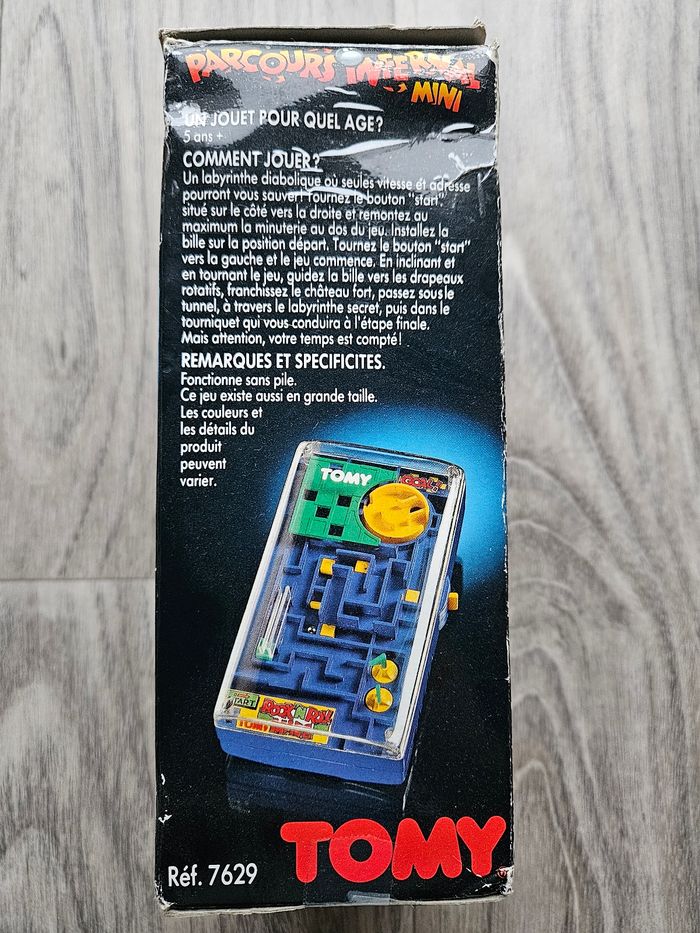 PARCOURS INFERNAL
MINI
UN JOUET POUR QUEL AGE?
5 ans +
COMMENT JOUER?
Un labyrinthe diabolique où seules vitesse et adresse
pourront vous sauver! Tournez le bouton "start"
situé sur le côté vers la droite et remontez au
maximum la minuterie au dos du jeu. Installez la
bille sur la position départ. Tournez le bouton "start"
vers la gauche et le jeu commence. En inclinant et
en tournant le jeu, guidez la bille vers les drapeaux
rotatifs, franchissez le château fort, passez sous le
tunnel, à travers le labyrinthe secret, puis dans le
tourniquet qui vous conduira à l'étape finale.
Mais attention, votre temps est compté!
REMARQUES ET SPECIFICITES.
Fonctionne sans pile.
Ce jeu existe aussi en grande taille.
Les couleurs et
les détails du
produit
peuvent
varier.
TOMY
GOAL
START
ROCK'N ROLL
TOMY
TOMY
Réf. 7629